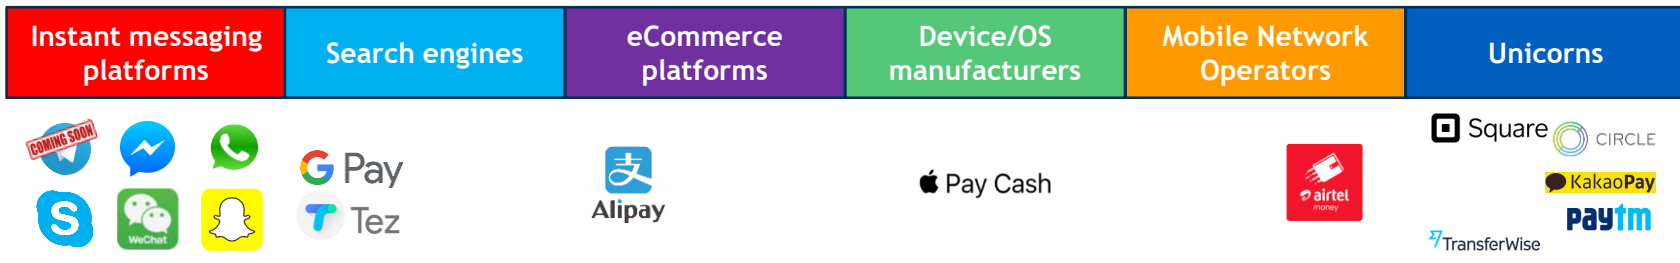 Instant messaging
platforms
Search engines
eCommerce
platforms
Device/OS
manufacturers
Mobile Network
Operators
Unicorns
COMING SOON
WeChat
G Pay
Tez
支
Alipay
Pay Cash
airtel
money
Square
CIRCLE
KakaoPay
paytm
TransferWise